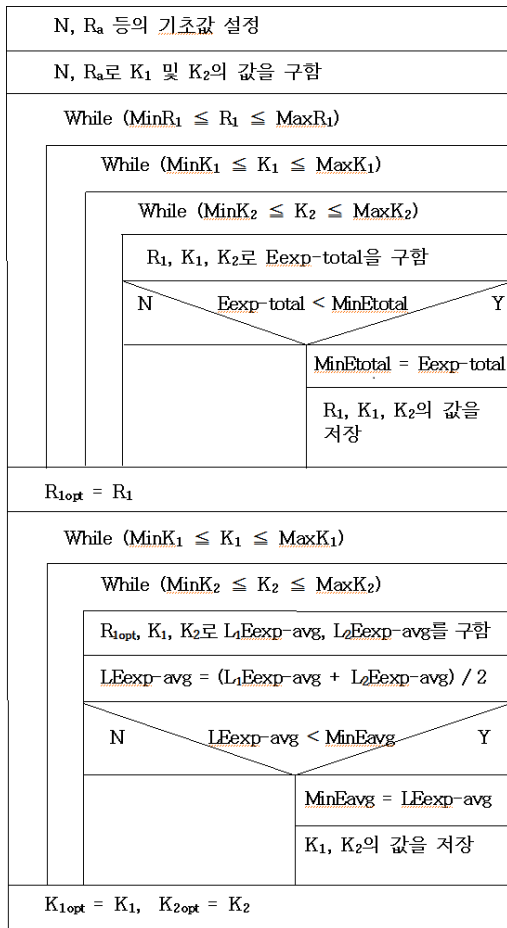 N, Rₐ 등의 기초값 설정
N, Rₐ로 K₁ 및 K₂의 값을 구함
While (MinR₁ ≦ R₁ ≦ MaxR₁)
While (MinK₁ ≦ K₁ ≦ MaxK₁)
While (MinK₂ ≦ K₂ ≦ MaxK₂)
R₁, K₁, K₂로 Eexp-total을 구함
N Eexp-total < MinEtotal Y
MinEtotal = Eexp-total
R₁, K₁, K₂의 값을
저장
R₁ₒₚₜ = R₁
While (MinK₁ ≦ K₁ ≦ MaxK₁)
While (MinK₂ ≦ K₂ ≦ MaxK₂)
R₁ₒₚₜ, K₁, K₂로 L₁Eexp-avg, L₂Eexp-avg를 구함
LEexp-avg = (L₁Eexp-avg + L₂Eexp-avg) / 2
N LEexp-avg < MinEavg Y
MinEavg = LEexp-avg
K₁, K₂의 값을 저장
K₁ₒₚₜ = K₁, K₂ₒₚₜ = K₂